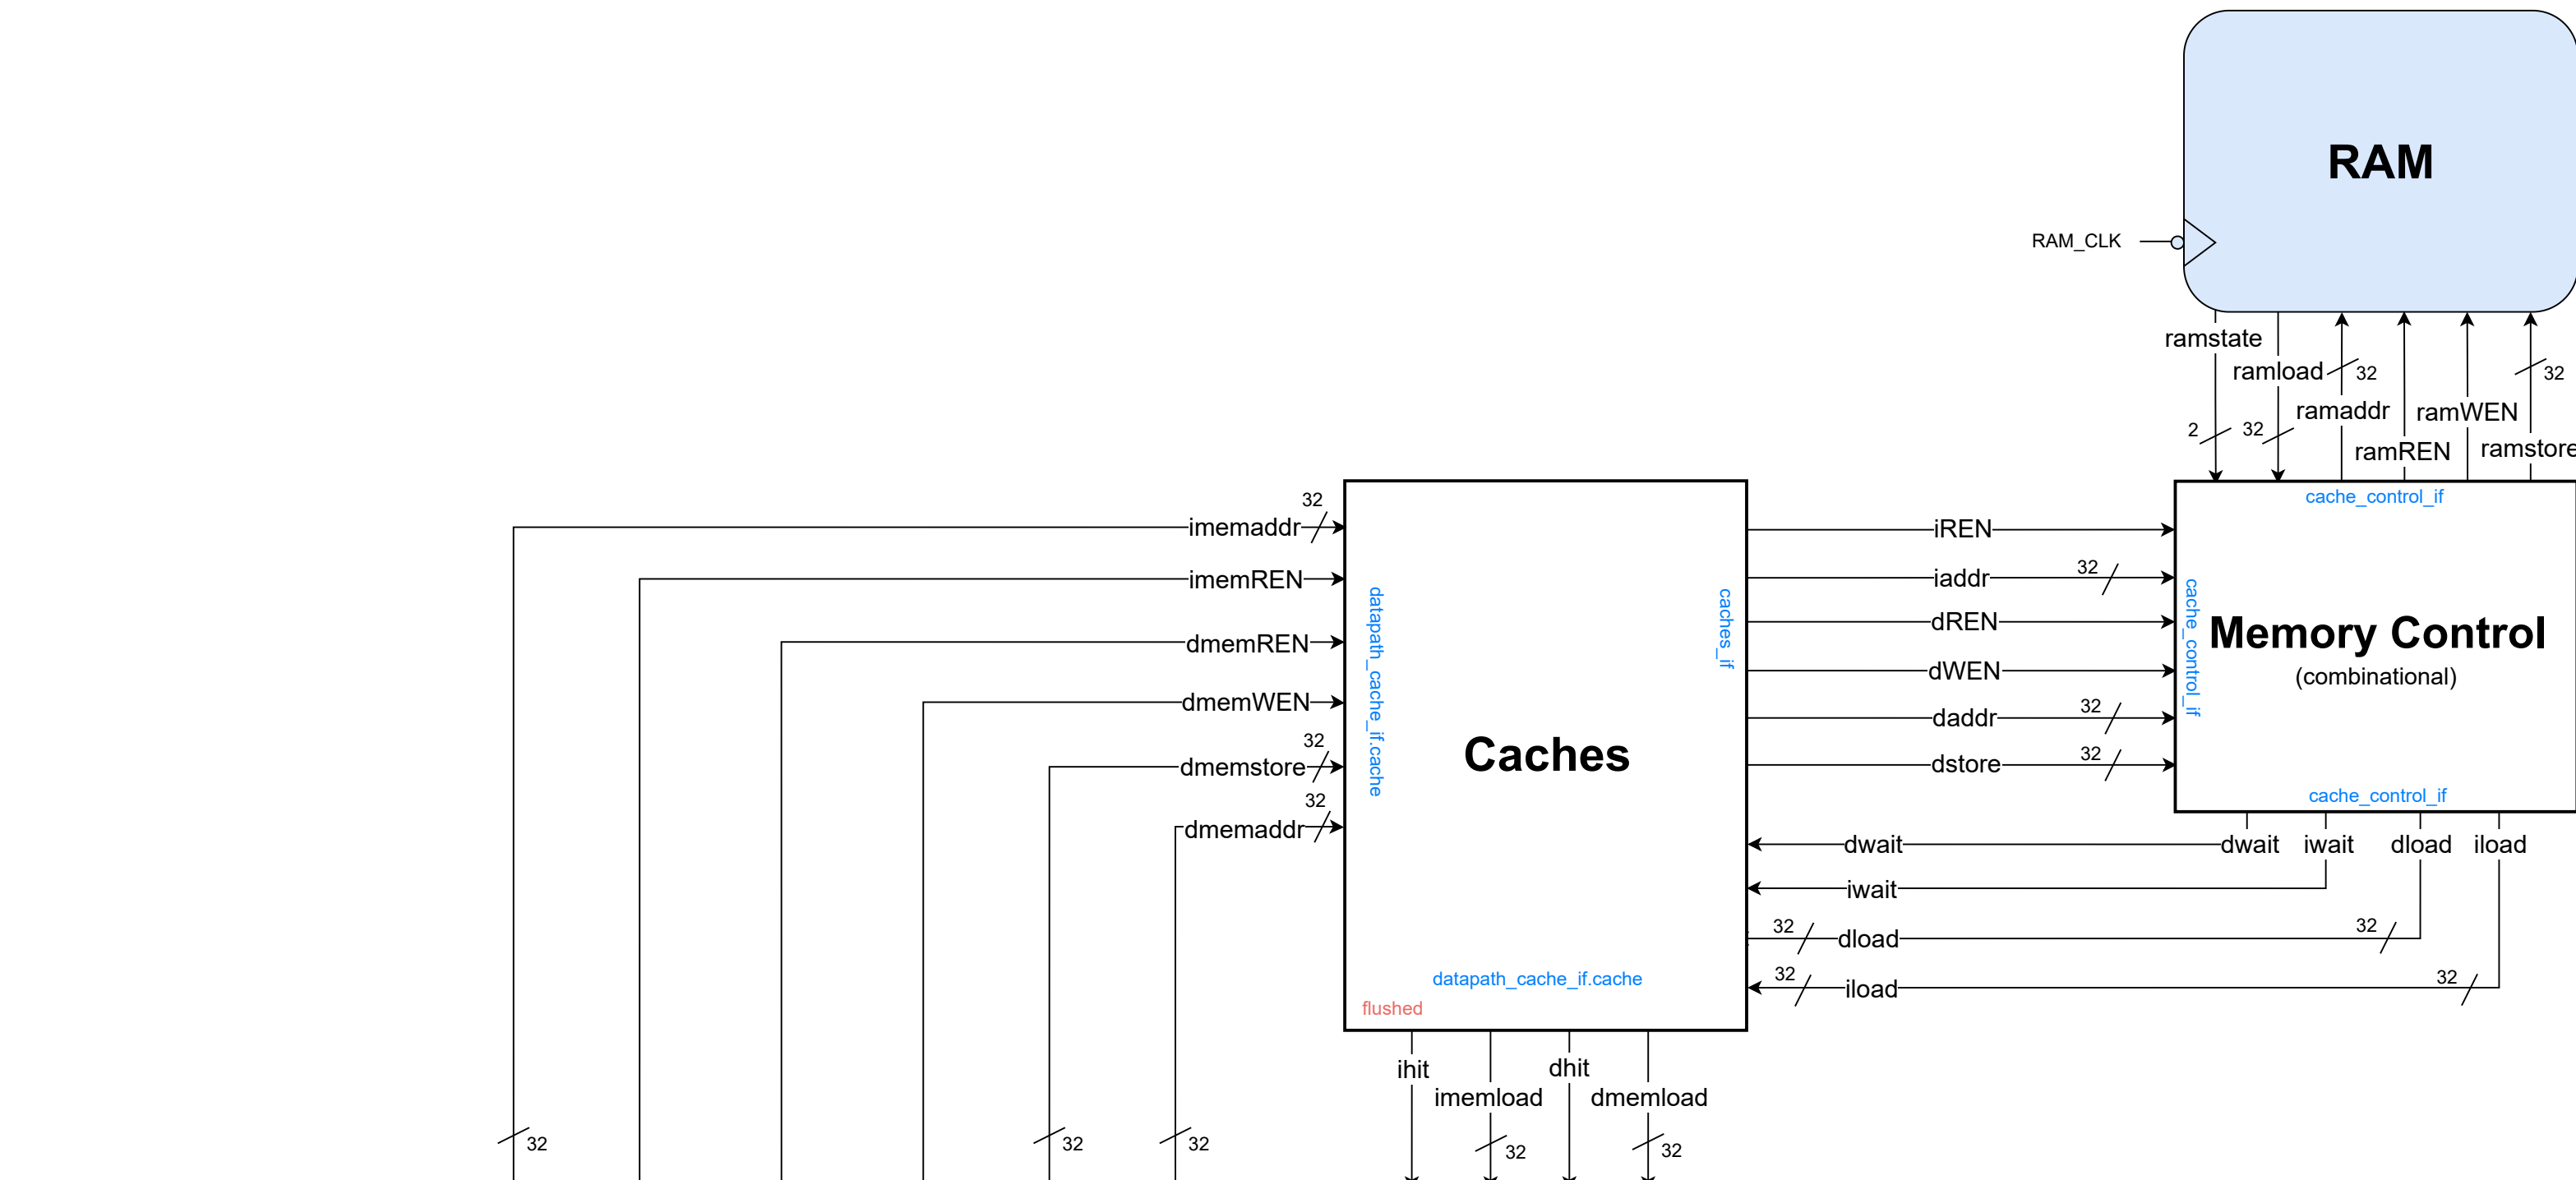 RAM
RAM_CLK
ramstate
ramload
32
32
ramaddr
ramWEN
2
32
ramREN
ramstore
32
imemaddr
imemREN
dmemREN
dmemWEN
32
dmemstore
32
dmemaddr
datapath_cache_if.cache
caches_if
Caches
datapath_cache_if.cache
flushed
iREN
iaddr
32
dREN
dWEN
daddr
32
dstore
32
cache_control_if
cache_control_if
Memory Control
(combinational)
cache_control_if
dwait
dwait
iwait
dload
iload
iwait
32
dload
32
32
iload
32
ihit
imemload
dhit
dmemload
32
32
32
32
32